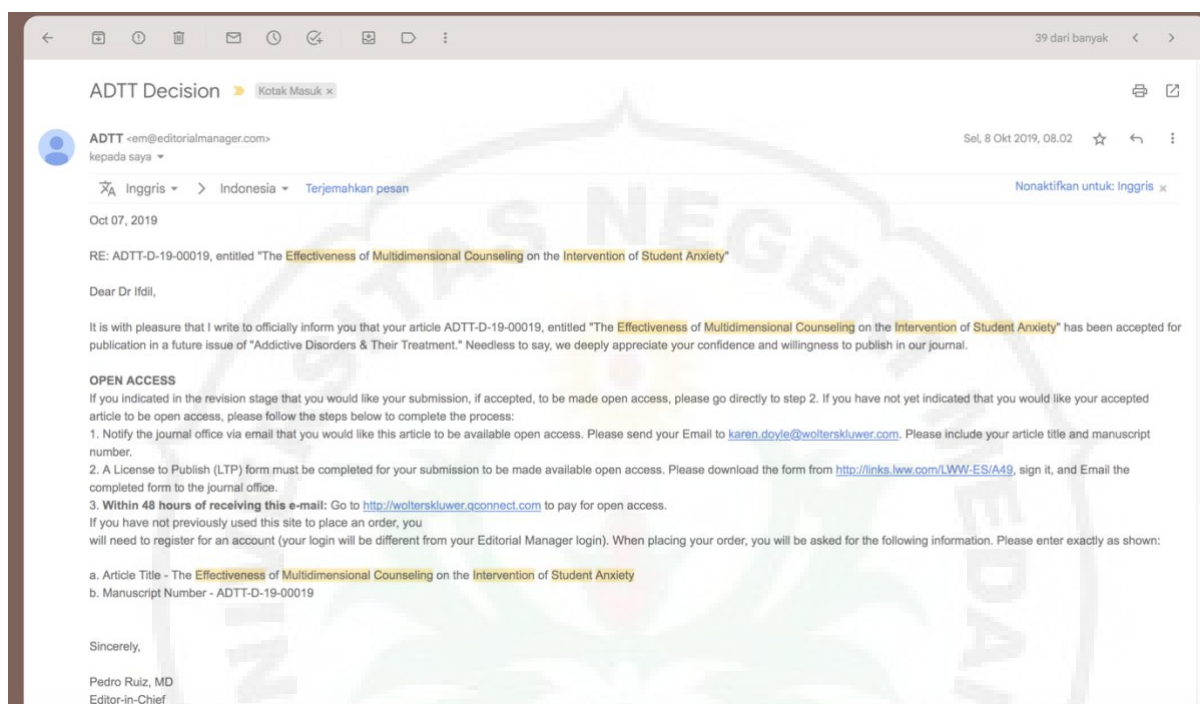 39 dari banyak
ADTT Decision Kotak Masuk ×
ADTT <em@editorialmanager.com>
Sel, 8 Okt 2019, 08.02
kepada saya
Inggris > Indonesia Terjemahkan pesan
Nonaktifkan untuk: Inggris ×
Oct 07, 2019
RE: ADTT-D-19-00019, entitled "The Effectiveness of Multidimensional Counseling on the Intervention of Student Anxiety"
Dear Dr Ifdil,
It is with pleasure that I write to officially inform you that your article ADTT-D-19-00019, entitled "The Effectiveness of Multidimensional Counseling on the Intervention of Student Anxiety" has been accepted for
publication in a future issue of "Addictive Disorders & Their Treatment." Needless to say, we deeply appreciate your confidence and willingness to publish in our journal.
OPEN ACCESS
If you indicated in the revision stage that you would like your submission, if accepted, to be made open access, please go directly to step 2. If you have not yet indicated that you would like your accepted
article to be open access, please follow the steps below to complete the process:
1. Notify the journal office via email that you would like this article to be available open access. Please send your Email to karen.doyle@wolterskluwer.com. Please include your article title and manuscript
number.
2. A License to Publish (LTP) form must be completed for your submission to be made available open access. Please download the form from http://links.lww.com/LWW-ES/A49, sign it, and Email the
completed form to the journal office.
3. Within 48 hours of receiving this e-mail: Go to http://wolterskluwer.qconnect.com to pay for open access.
If you have not previously used this site to place an order, you
will need to register for an account (your login will be different from your Editorial Manager login). When placing your order, you will be asked for the following information. Please enter exactly as shown:
a. Article Title - The Effectiveness of Multidimensional Counseling on the Intervention of Student Anxiety
b. Manuscript Number - ADTT-D-19-00019
Sincerely,
Pedro Ruiz, MD
Editor-in-Chief
UNIVERSITAS NEGERI MEDAN